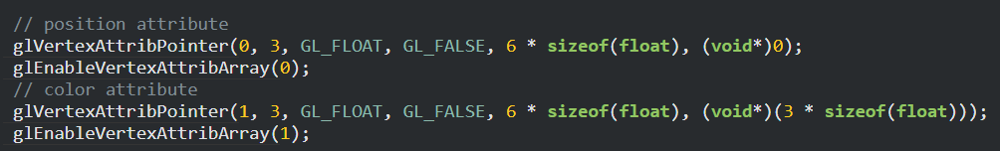 // position attribute
glVertexAttribPointer(0, 3, GL_FLOAT, GL_FALSE, 6 * sizeof(float), (void*)0);
glEnableVertexAttribArray(0);
// color attribute
glVertexAttribPointer(1, 3, GL_FLOAT, GL_FALSE, 6 * sizeof(float), (void*)(3 * sizeof(float)));
glEnableVertexAttribArray(1);